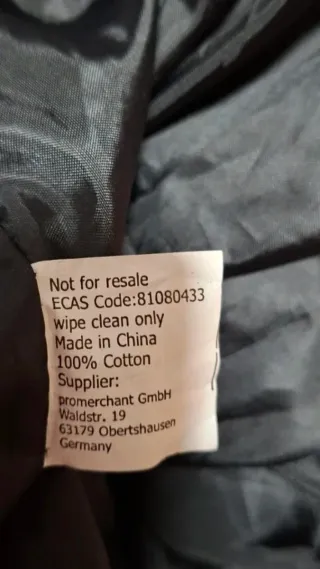 Not for resale
ECAS Code:81080433
wipe clean only
Made in China
100% Cotton
Supplier:
promerchant GmbH
Waldstr. 19
63179 Obertshausen
Germany